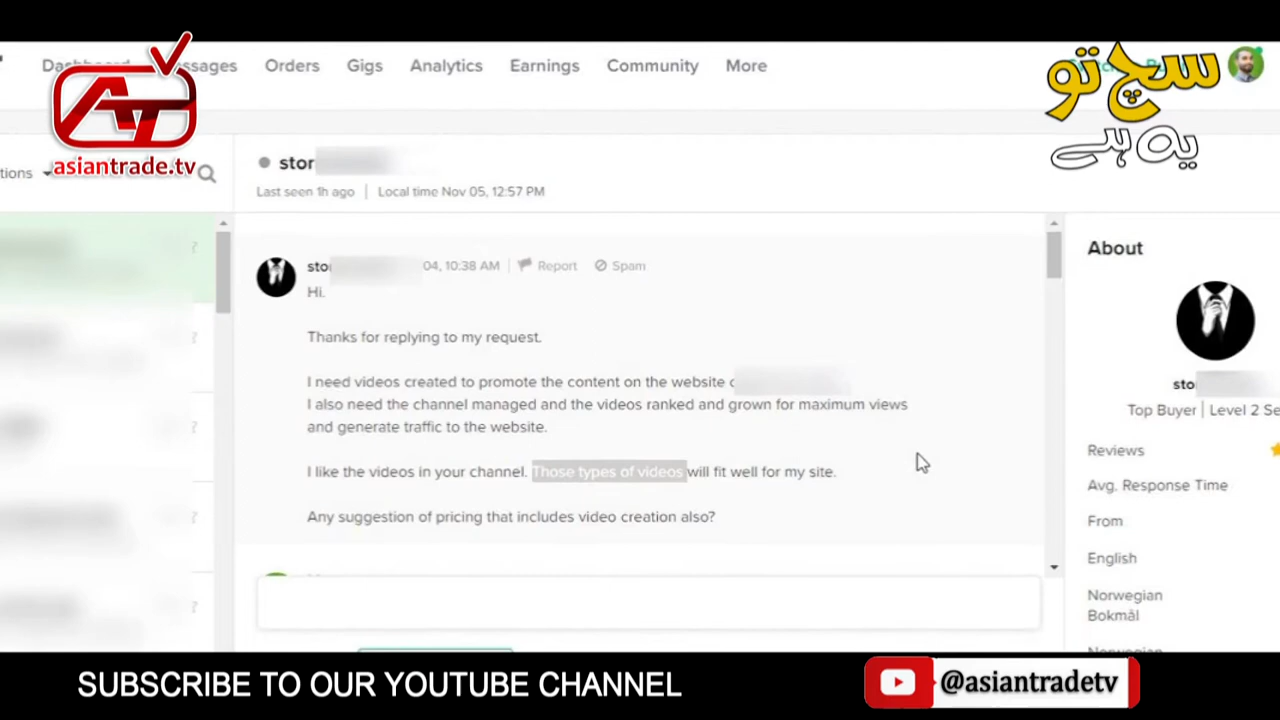 Messages Orders Gigs Analytics Earnings Community More
AT
asiantrade.tv
سچ تو
یہ ہے
stor
Last seen 1h ago | Local time Nov 05, 12:57 PM
04, 10:38 AM | Report Spam
Hi.
Thanks for replying to my request.
I need videos created to promote the content on the website
I also need the channel managed and the videos ranked and grown for maximum views
and generate traffic to the website.
I like the videos in your channel. Those types of videos will fit well for my site.
Any suggestion of pricing that includes video creation also?
About
sto
Top Buyer | Level 2 Se
Reviews
Avg. Response Time
From
English
Norwegian
Bokmål
SUBSCRIBE TO OUR YOUTUBE CHANNEL
@asiantradetv